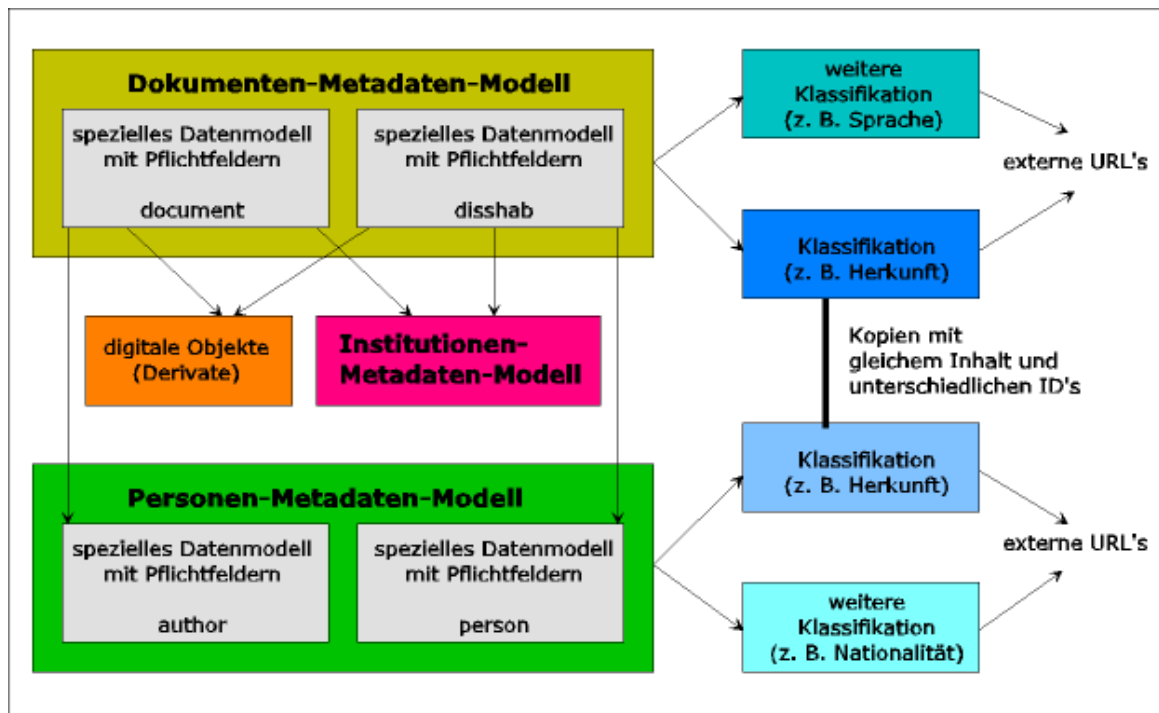 Dokumenten-Metadaten-Modell
spezielles Datenmodell
mit Pflichtfeldern
document
spezielles Datenmodell
mit Pflichtfeldern
disshab
weitere
Klassifikation
(z. B. Sprache)
externe URL's
Klassifikation
(z. B. Herkunft)
digitale Objekte
(Derivate)
Institutionen-
Metadaten-Modell
Kopien mit
gleichem Inhalt und
unterschiedlichen ID's
Personen-Metadaten-Modell
spezielles Datenmodell
mit Pflichtfeldern
author
spezielles Datenmodell
mit Pflichtfeldern
person
Klassifikation
(z. B. Herkunft)
externe URL's
weitere
Klassifikation
(z. B. Nationalität)